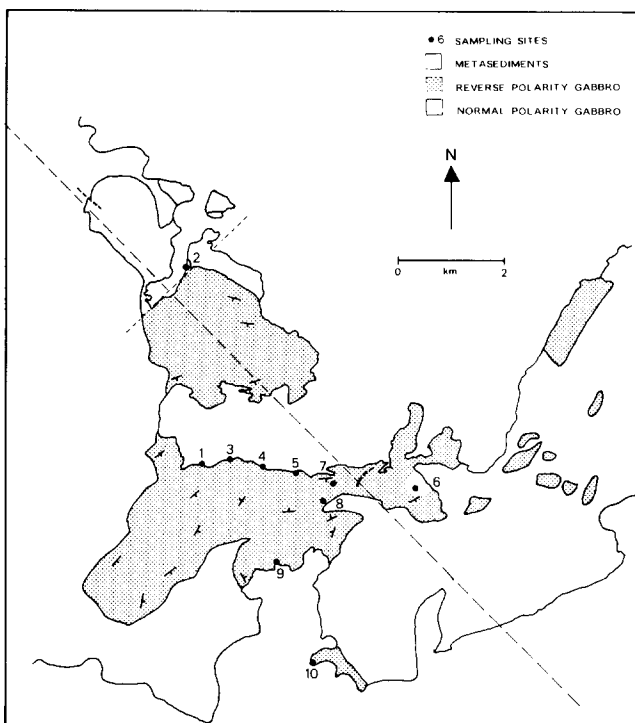 6 SAMPLING SITES
METASEDIMENTS
REVERSE POLARITY GABBRO
NORMAL POLARITY GABBRO
N
0 2
km
2
1
3
4
5
7
6
8
9
10